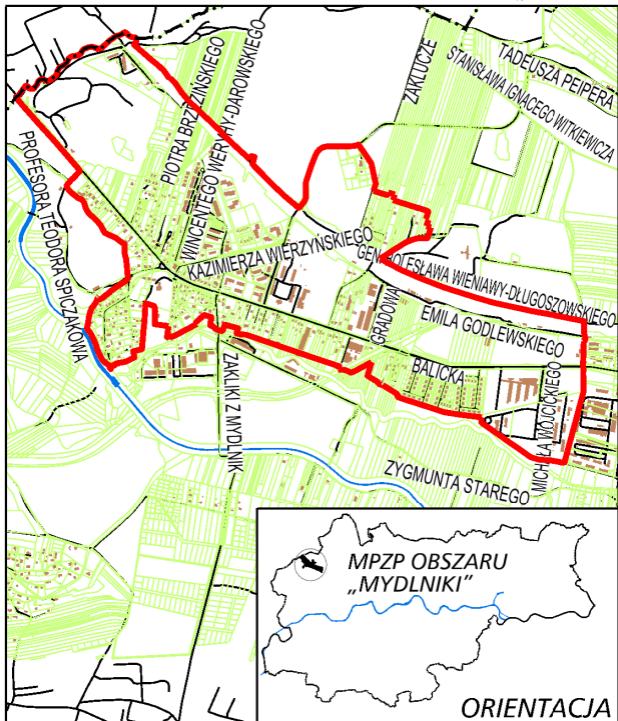 TADEUSZA PEIPERA
STANISŁAWA IGNACEGO WITKIEWICZA
ZAKLUCZE
PIOTRA BRZEZIŃSKIEGO
WINCENTEGO WERYHY-DAROWSKIEGO
PROFESORA TEODORA SPICZAKOWA
KAZIMIERZA WIERZYŃSKIEGO
GEN. BOLESŁAWA WIENIAWY-DŁUGOSZOWSKIEGO
GRADOWA
EMILA GODLEWSKIEGO
BALICKA
MICHAŁA WÓJCICKIEGO
ZAKLIKI Z MYDLNIK
ZYGMUNTA STAREGO
MPZP OBSZARU
„MYDLNIKI”
ORIENTACJA